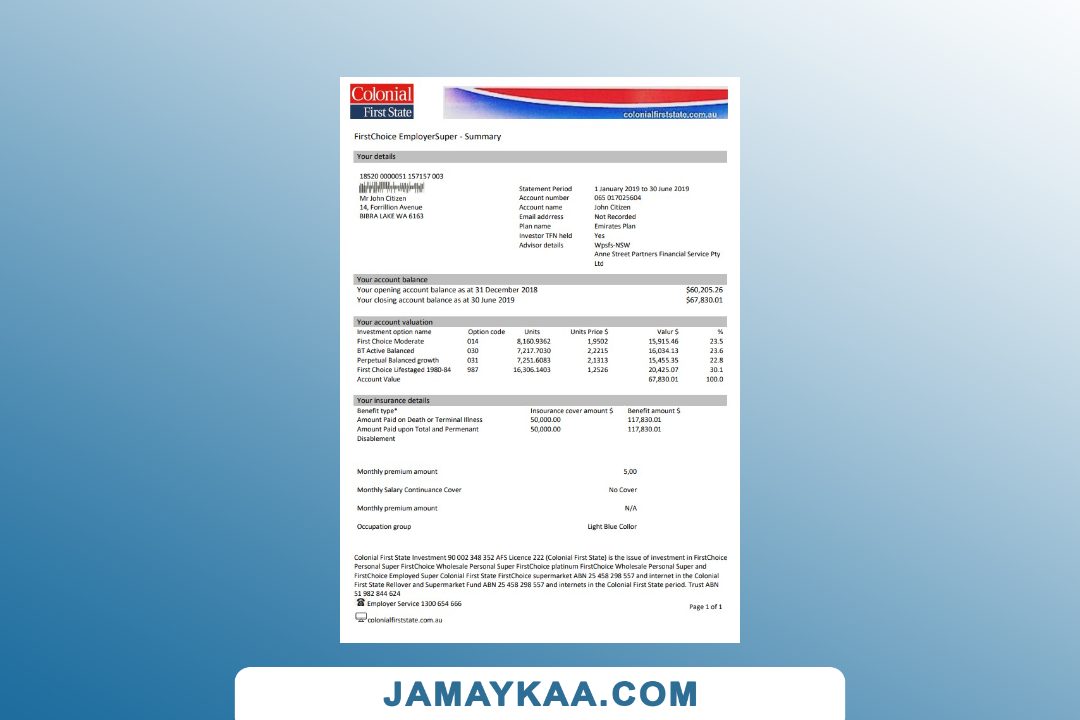 Colonial
First State
colonialfirststate.com.au
FirstChoice EmployerSuper - Summary
Your details
18520 0000051 157157 003
Mr John Citizen
14, Forrillion Avenue
BIBRA LAKE WA 6163
Statement Period 1 January 2019 to 30 June 2019
Account number 065 017025604
Account name John Citizen
Email addrress Not Recorded
Plan name Emirates Plan
Investor TFN held Yes
Advisor details Wpsfs-NSW
Anne Street Partners Financial Service Pty
Ltd
Your account balance
Your opening account balance as at 31 December 2018 $60,205.26
Your closing account balance as at 30 June 2019 $67,830.01
Your account valuation
Investment option name Option code Units Units Price $ Valur $ %
First Choice Moderate 014 8,160.9362 1,9502 15,915.46 23.5
BT Active Balanced 030 7,217.7030 2,2215 16,034.13 23.6
Perpetual Balanced growth 031 7,251.6083 2,1313 15,455.35 22.8
First Choice Lifestaged 1980-84 987 16,306.1403 1,2526 20,425.07 30.1
Account Value 67,830.01 100.0
Your insurance details
Benefit type* Insourance cover amount $ Benefit amount $
Amount Paid on Death or Terminal Illness 50,000.00 117,830.01
Amount Paid upon Total and Permenant 50,000.00 117,830.01
Disablement
Monthly premium amount 5,00
Monthly Salary Continuance Cover No Cover
Monthly premium amount N/A
Occupation group Light Blue Collor
Colonial First State Investment 90 002 348 352 AFS Licence 222 (Colonial First State) is the issue of investment in FirstChoice
Personal Super FirstChoice Wholesale Personal Super FirstChoice platinum FirstChoice Wholesale Personal Super and
FirstChoice Employed Super Colonial First State FirstChoice supermarket ABN 25 458 298 557 and internet in the Colonial
First State Rellover and Supermarket Fund ABN 25 458 298 557 and internets in the Colonial First State period. Trust ABN
51 982 844 624
Employer Service 1300 654 666
Page 1 of 1
colonialfirststate.com.au
JAMAYKAA.COM